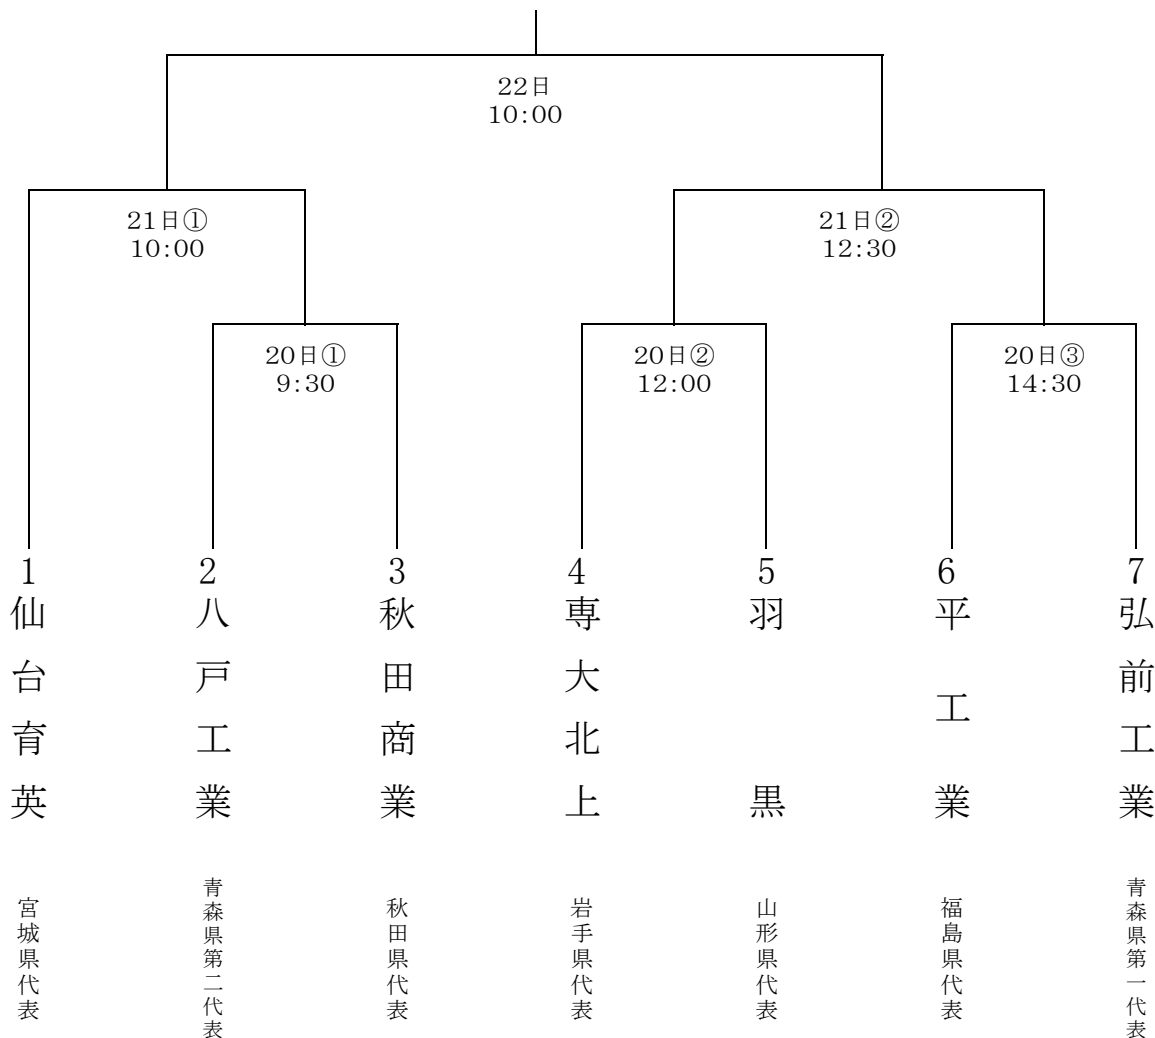 22日
10:00
21日①
10:00
21日②
12:30
20日①
9:30
20日②
12:00
20日③
14:30
1
仙台育英
宮城県代表
2
八戸工業
青森県第二代表
3
秋田商業
秋田県代表
4
専大北上
岩手県代表
5
羽黒
山形県代表
6
平工業
福島県代表
7
弘前工業
青森県第一代表